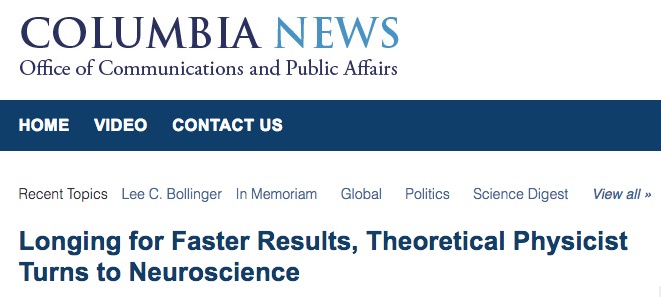 COLUMBIA NEWS
Office of Communications and Public Affairs
HOME VIDEO CONTACT US
Recent Topics Lee C. Bollinger In Memoriam Global Politics Science Digest View all »
Longing for Faster Results, Theoretical Physicist
Turns to Neuroscience